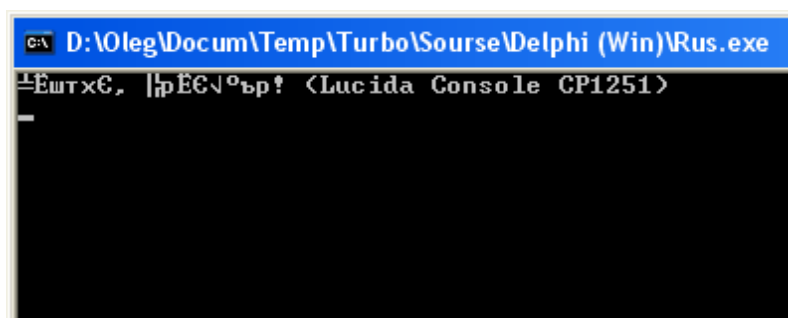 D:\Oleg\Docum\Temp\Turbo\Sourse\Delphi (Win)\Rus.exe
╧ЁштхЄ, ╠рЁЄ√°ър! (Lucida Console CP1251)